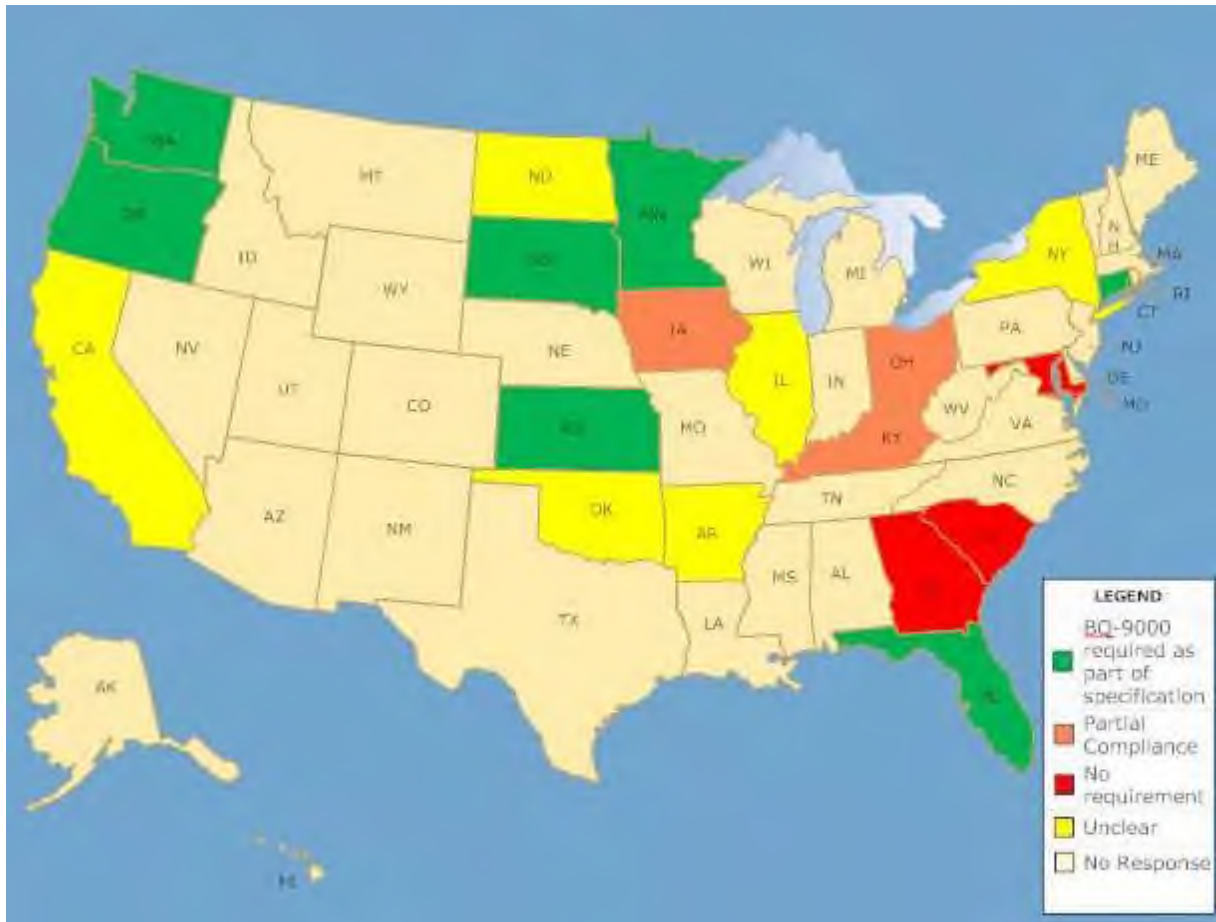 WA
MT
ND
MN
ME
OR
ID
SD
WI
MI
NY
N
H
MA
WY
RI
CT
IA
PA
CA
NV
NE
NJ
UT
CO
IL
IN
OH
DE
MD
KS
MO
KY
WV
VA
AZ
NM
OK
AR
TN
NC
MS
AL
TX
LA
AK
FL
HI
LEGEND
BQ-9000
required as
part of
specification
Partial
Compliance
No
requirement
Unclear
No Response